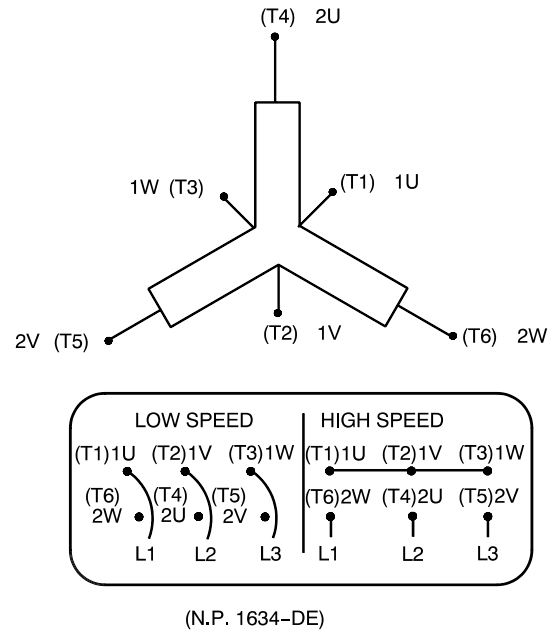 (T4) 2U
1W (T3)
(T1) 1U
2V (T5)
(T2) 1V
(T6) 2W
LOW SPEED HIGH SPEED
(T1)1U (T2)1V (T3)1W (T1)1U (T2)1V (T3)1W
(T6) (T4) (T5) (T6)2W (T4)2U (T5)2V
2W 2U 2V
L1 L2 L3 L1 L2 L3
(N.P. 1634-DE)